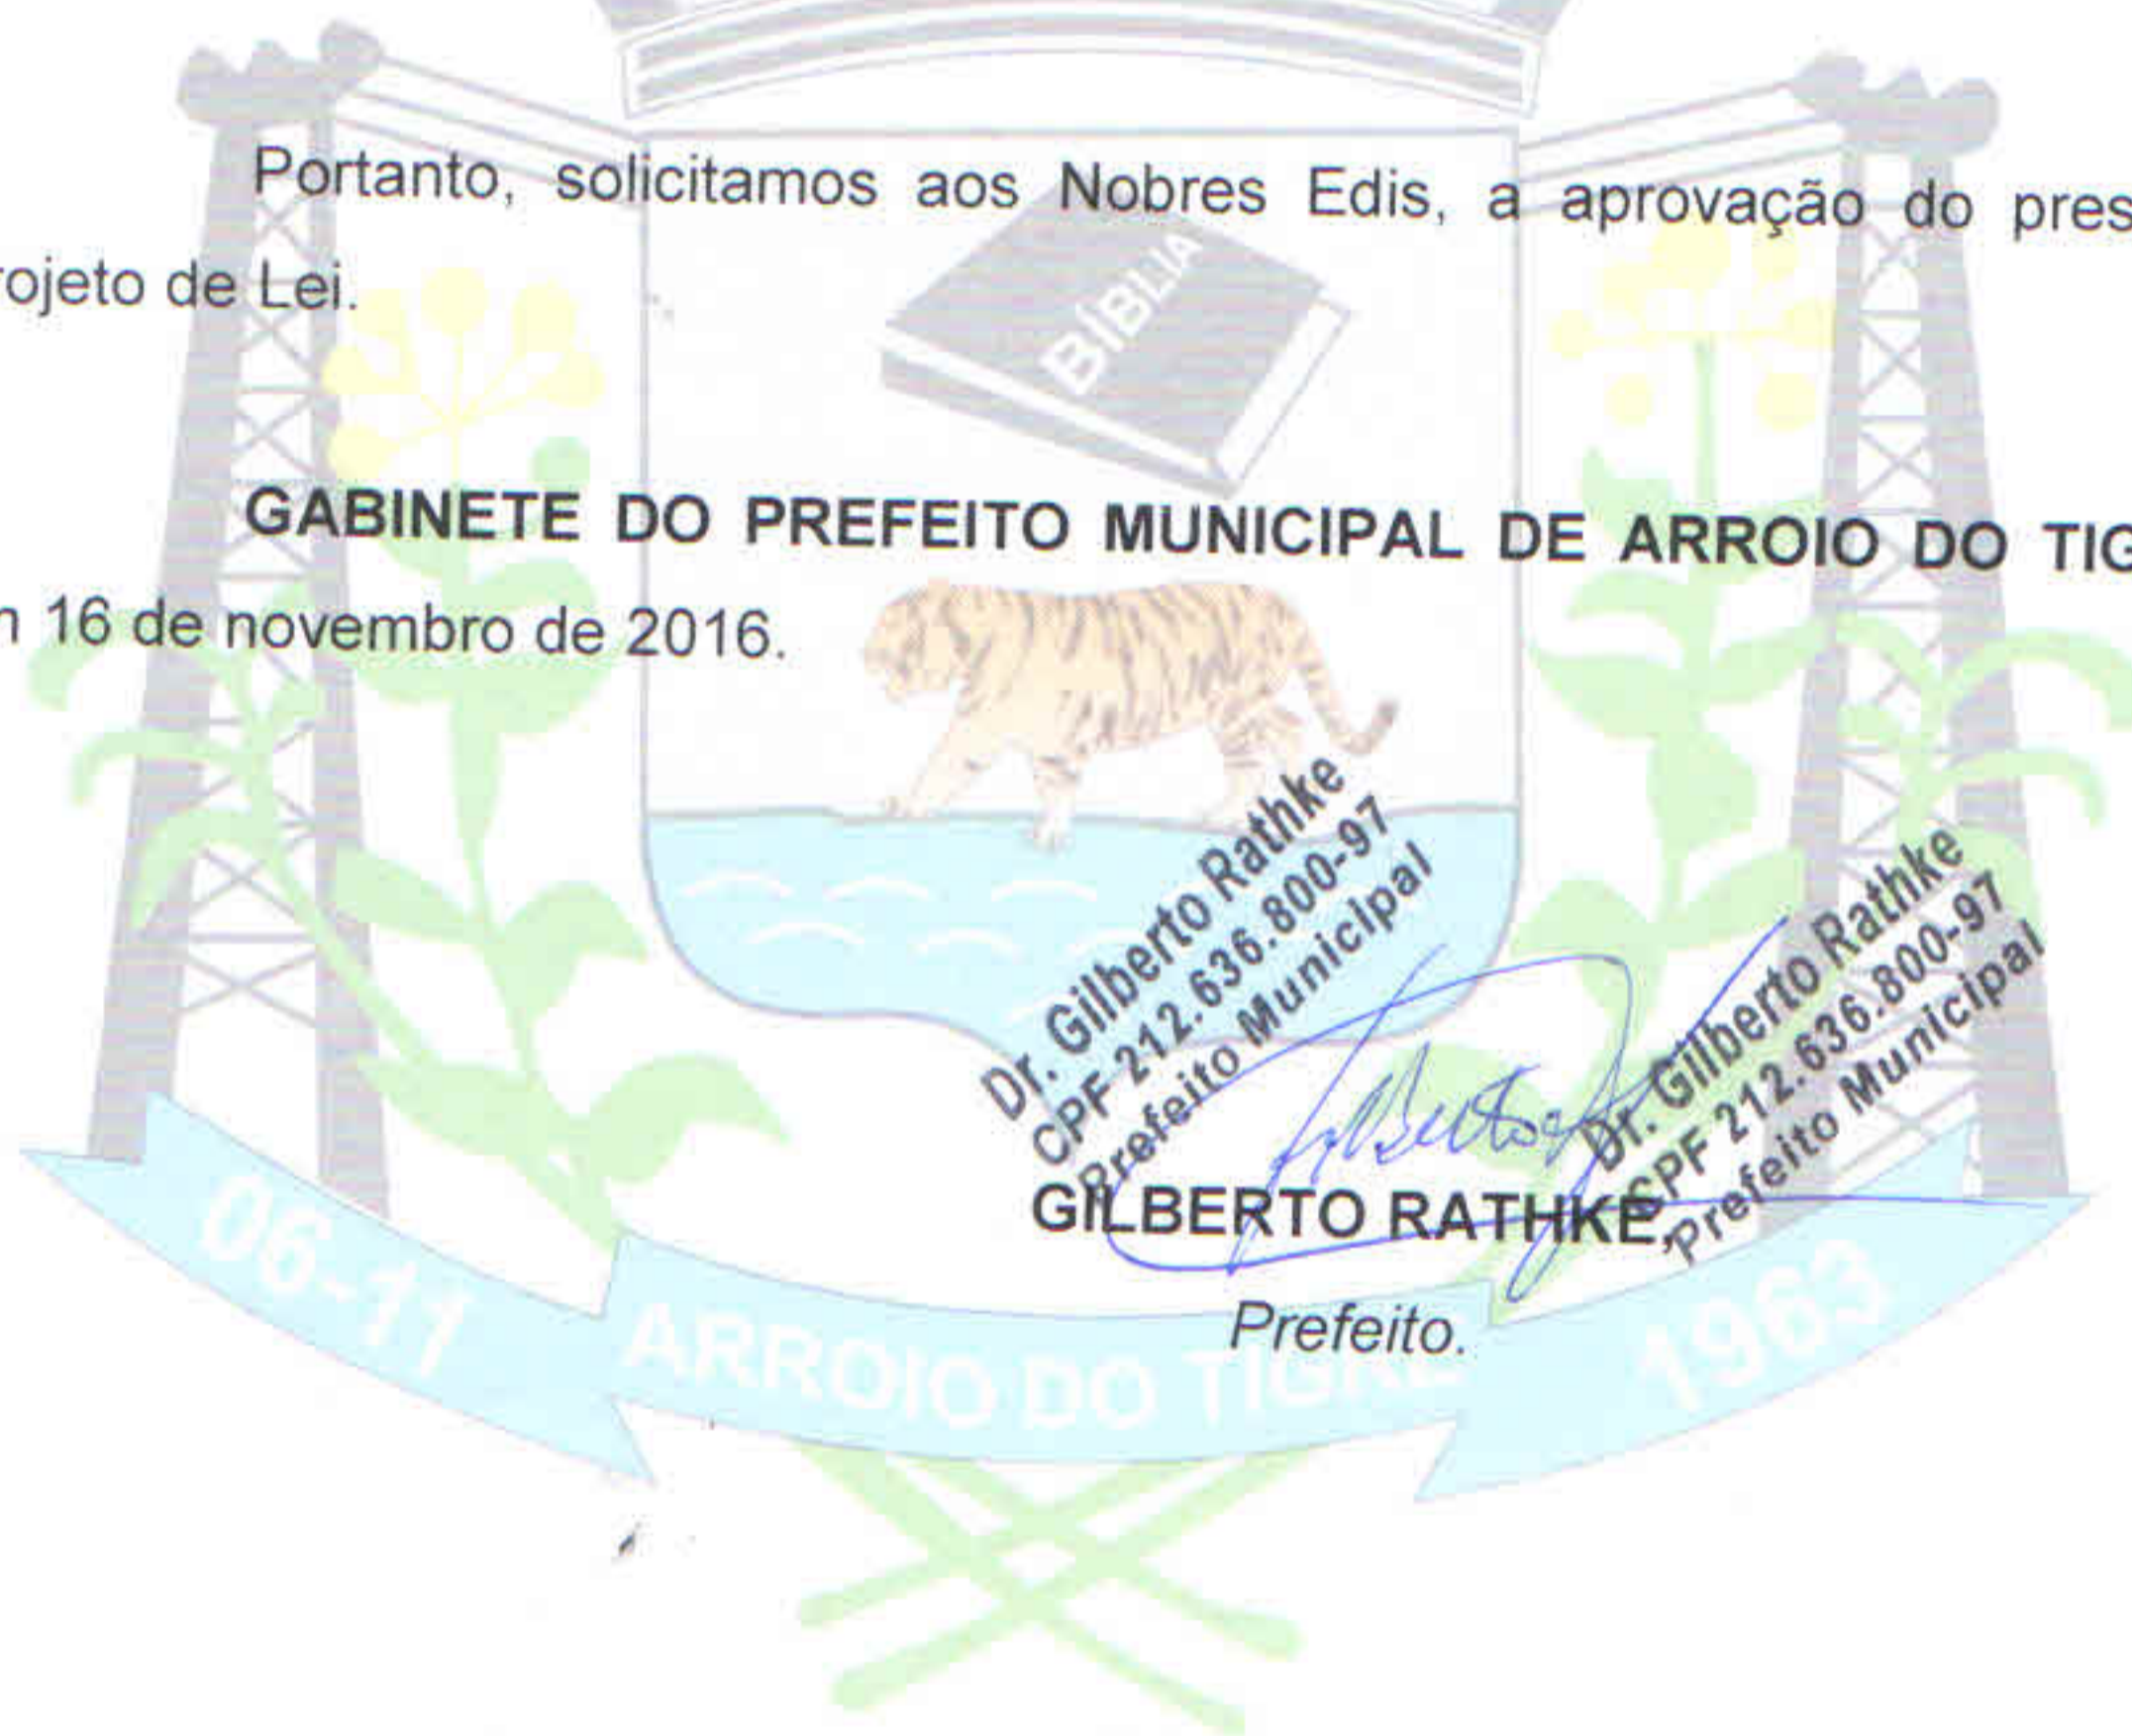 Portanto, solicitamos aos Nobres Edis, a aprovação do pres
rojeto de Lei.
BÍBLIA
GABINETE DO PREFEITO MUNICIPAL DE ARROIO DO TIG
m 16 de novembro de 2016.
Dr. Gilberto Rathke
CPF 212.636.800-97
Prefeito Municipal
Dr. Gilberto Rathke
CPF 212.636.800-97
Prefeito Municipal
GILBERTO RATHKE,
Prefeito.
06-11
ARROIO DO TIGRE
1963